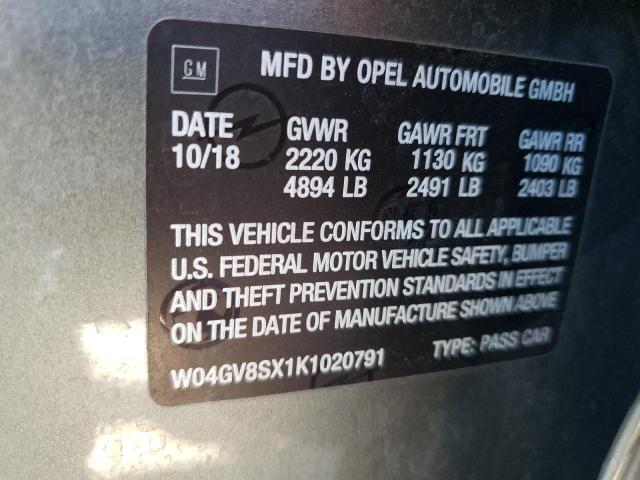 GM MFD BY OPEL AUTOMOBILE GMBH
DATE GVWR GAWR FRT GAWR RR
10/18 2220 KG 1130 KG 1090 KG
4894 LB 2491 LB 2403 LB
THIS VEHICLE CONFORMS TO ALL APPLICABLE
U.S. FEDERAL MOTOR VEHICLE SAFETY, BUMPER
AND THEFT PREVENTION STANDARDS IN EFFECT
ON THE DATE OF MANUFACTURE SHOWN ABOVE
W04GV8SX1K1020791 TYPE: PASS CAR